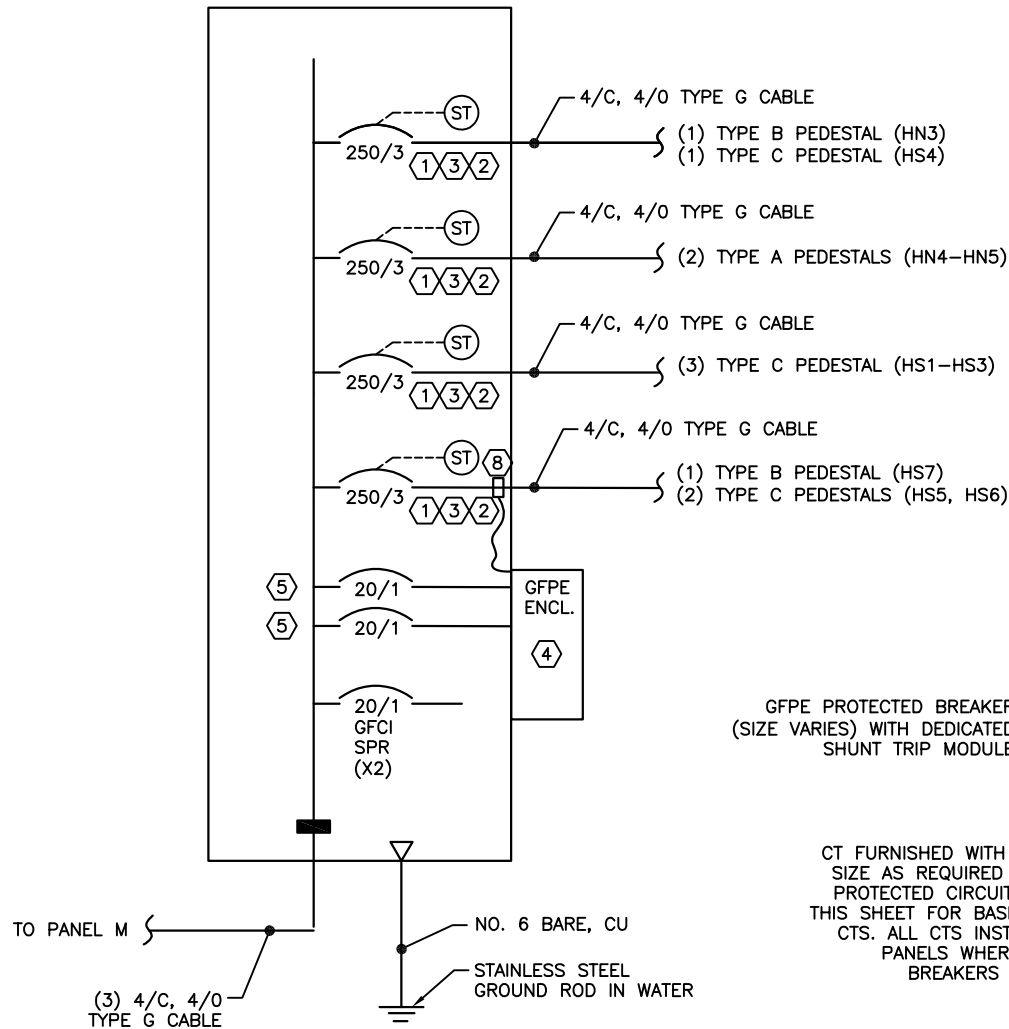 4/C, 4/0 TYPE G CABLE
ST
250/3
1 3 2
(1) TYPE B PEDESTAL (HN3)
(1) TYPE C PEDESTAL (HS4)
4/C, 4/0 TYPE G CABLE
ST
250/3
1 3 2
(2) TYPE A PEDESTALS (HN4-HN5)
4/C, 4/0 TYPE G CABLE
ST
250/3
1 3 2
(3) TYPE C PEDESTAL (HS1-HS3)
4/C, 4/0 TYPE G CABLE
ST
8
250/3
1 3 2
(1) TYPE B PEDESTAL (HS7)
(2) TYPE C PEDESTALS (HS5, HS6)
5
20/1
5
20/1
GFPE
ENCL.
4
20/1
GFCI
SPR
(X2)
GFPE PROTECTED BREAKER
(SIZE VARIES) WITH DEDICATED
SHUNT TRIP MODULE
CT FURNISHED WITH
SIZE AS REQUIRED
PROTECTED CIRCUIT
THIS SHEET FOR BAS
CTS. ALL CTS INST
PANELS WHER
BREAKERS
TO PANEL M
(3) 4/C, 4/0
TYPE G CABLE
NO. 6 BARE, CU
STAINLESS STEEL
GROUND ROD IN WATER